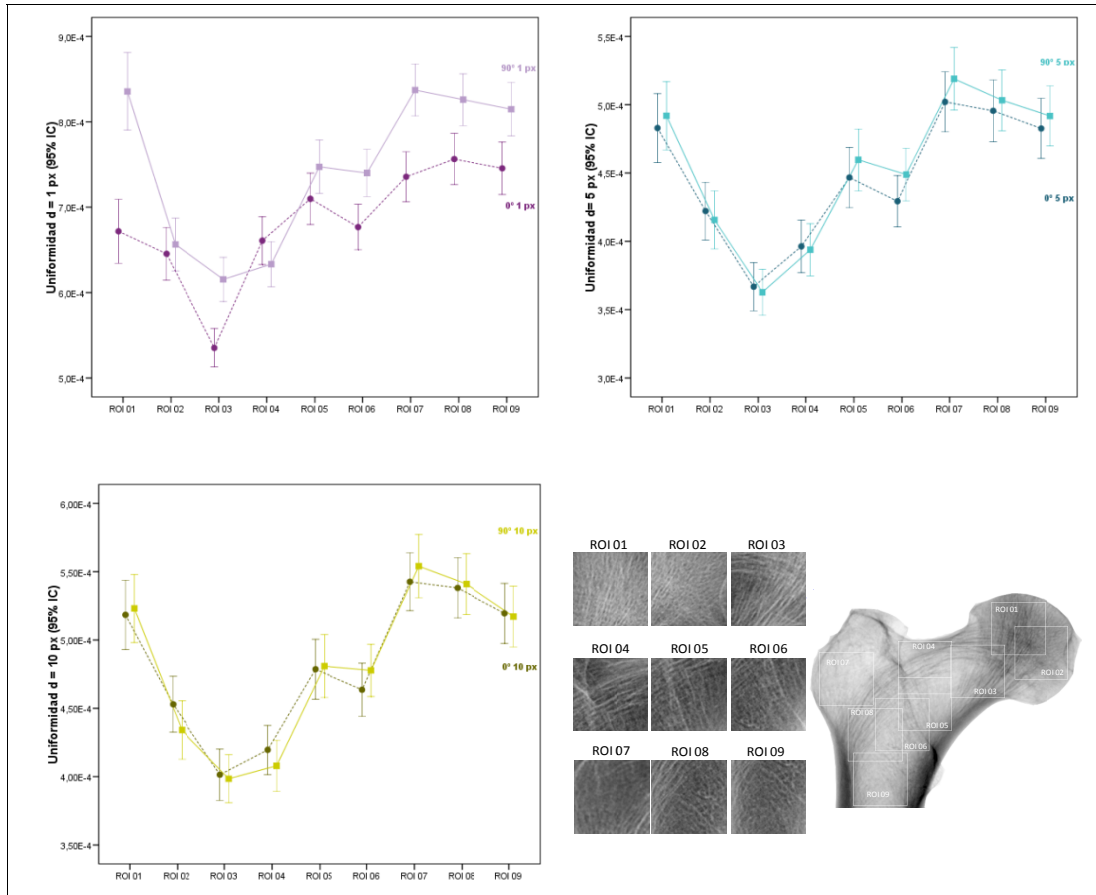 9,0E-4
8,0E-4
7,0E-4
6,0E-4
5,0E-4
Uniformidad d = 1 px (95% IC)
90º 1 px
0º 1 px
ROI 01 ROI 02 ROI 03 ROI 04 ROI 05 ROI 06 ROI 07 ROI 08 ROI 09
5,5E-4
5,0E-4
4,5E-4
4,0E-4
3,5E-4
3,0E-4
Uniformidad d= 5 px (95% IC)
90º 5 px
0º 5 px
ROI 01 ROI 02 ROI 03 ROI 04 ROI 05 ROI 06 ROI 07 ROI 08 ROI 09
6,00E-4
5,50E-4
5,00E-4
4,50E-4
4,00E-4
3,50E-4
Uniformidad d = 10 px (95% IC)
90º 10 px
0º 10 px
ROI 01 ROI 02 ROI 03 ROI 04 ROI 05 ROI 06 ROI 07 ROI 08 ROI 09
ROI 01 ROI 02 ROI 03
ROI 04 ROI 05 ROI 06
ROI 07 ROI 08 ROI 09
ROI 01
ROI 04
ROI 02
ROI 07
ROI 03
ROI 08
ROI 05
ROI 06
ROI 09